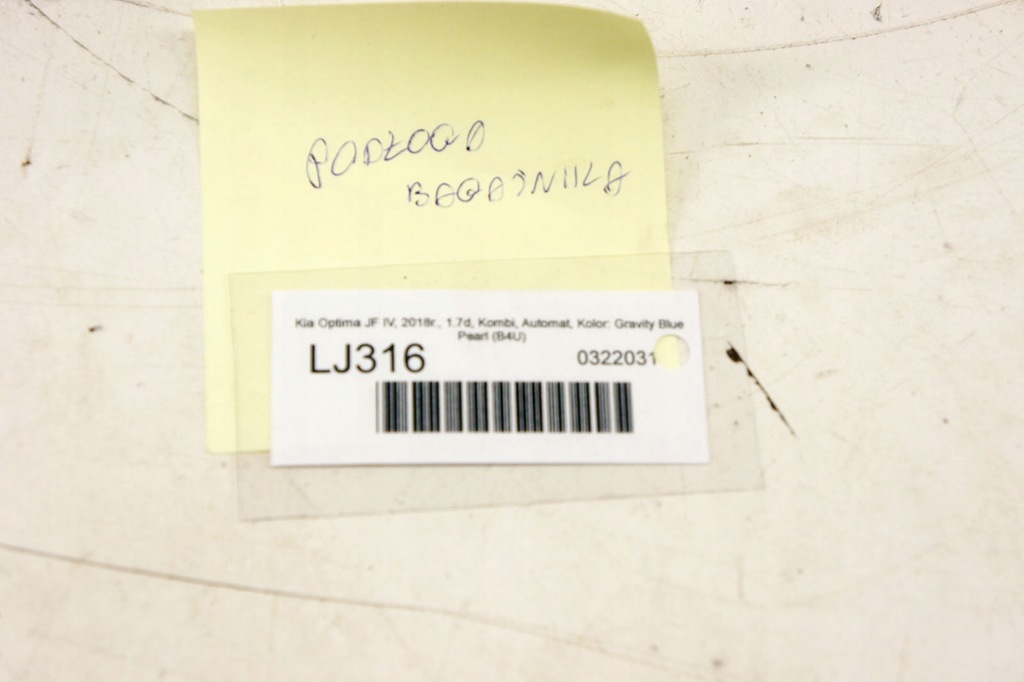 PODŁOGA
BAGAŻNIKA
Kia Optima JF IV, 2018r., 1.7d, Kombi, Automat, Kolor: Gravity Blue
Pearl (B4U)
LJ316 0322031